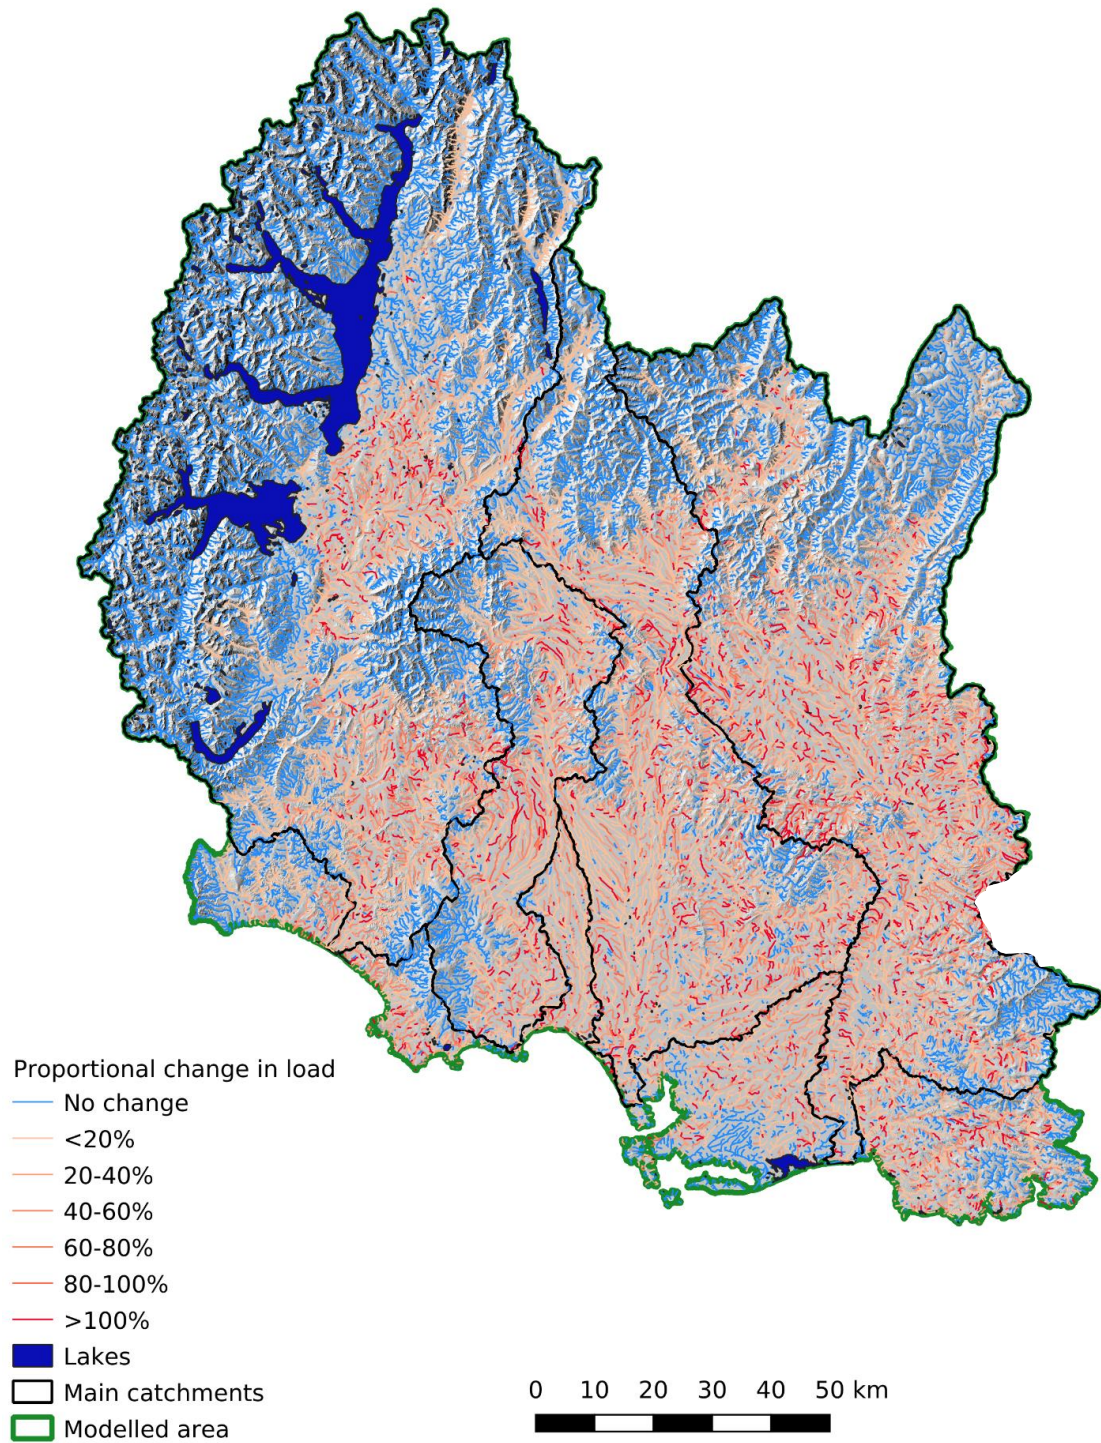 Proportional change in load
No change
<20%
20-40%
40-60%
60-80%
80-100%
>100%
Lakes
Main catchments
Modelled area
0 10 20 30 40 50 km